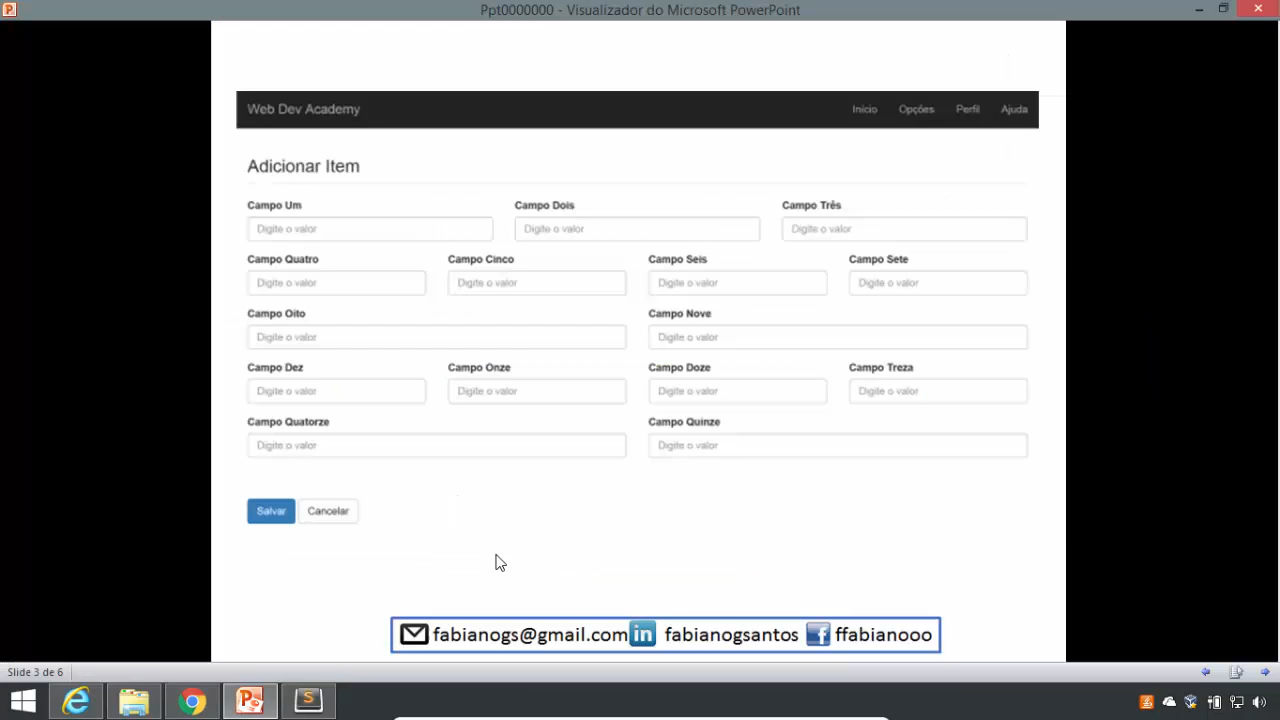 Ppt0000000 - Visualizador do Microsoft PowerPoint
Web Dev Academy Início Opções Perfil Ajuda
Adicionar Item
Campo Um Campo Dois Campo Três
Digite o valor Digite o valor Digite o valor
Campo Quatro Campo Cinco Campo Seis Campo Sete
Digite o valor Digite o valor Digite o valor Digite o valor
Campo Oito Campo Nove
Digite o valor Digite o valor
Campo Dez Campo Onze Campo Doze Campo Treza
Digite o valor Digite o valor Digite o valor Digite o valor
Campo Quatorze Campo Quinze
Digite o valor Digite o valor
Salvar Cancelar
fabianogs@gmail.com in fabianogsantos f ffabianooo
Slide 3 de 6